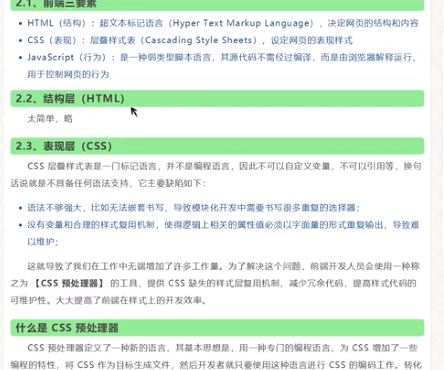 2.1、前端三要素
HTML（结构）：超文本标记语言（Hyper Text Markup Language），决定网页的结构和内容
CSS（表现）：层叠样式表（Cascading Style Sheets），设定网页的表现样式
JavaScript（行为）：是一种弱类型脚本语言，其源代码不需经过编译，而是由浏览器解释运行，
用于控制网页的行为
2.2、结构层（HTML）
太简单，略
2.3、表现层（CSS）
CSS 层叠样式表是一门标记语言，并不是编程语言，因此不可以自定义变量，不可以引用等，换句
话说就是不具备任何语法支持，它主要缺陷如下：
语法不够强大，比如无法嵌套书写，导致模块化开发中需要书写很多重复的选择器；
没有变量和合理的样式复用机制，使得逻辑上相关的属性值必须以字面量的形式重复输出，导致难
以维护；
这就导致了我们在工作中无端增加了许多工作量。为了解决这个问题，前端开发人员会使用一种称
之为 【CSS 预处理器】 的工具，提供 CSS 缺失的样式层复用机制、减少冗余代码，提高样式代码的
可维护性。大大提高了前端在样式上的开发效率。
什么是 CSS 预处理器
CSS 预处理器定义了一种新的语言，其基本思想是，用一种专门的编程语言，为 CSS 增加了一些
编程的特性，将 CSS 作为目标生成文件，然后开发者就只要使用这种语言进行 CSS 的编码工作。转化